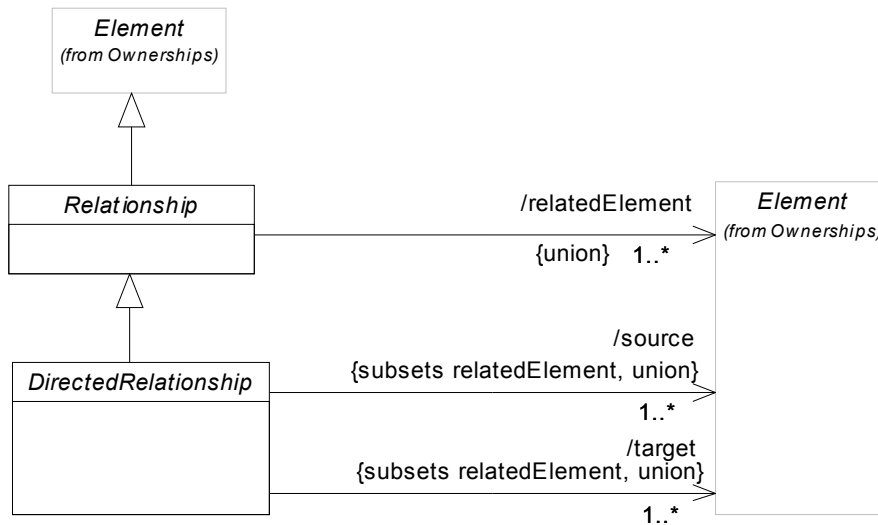 Element
(from Ownerships)
Relationship
/relatedElement
{union} 1..*
Element
(from Ownerships)
DirectedRelationship
/source
{subsets relatedElement, union}
1..*
/target
{subsets relatedElement, union}
1..*